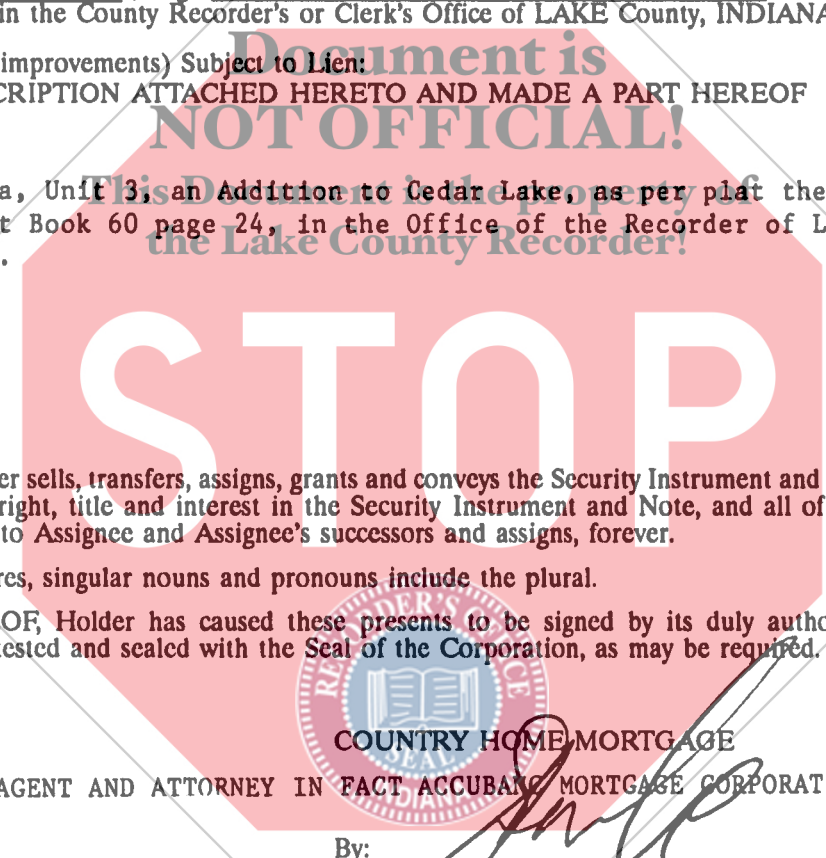 in the County Recorder's or Clerk's Office of LAKE County, INDIANA
improvements) Subject to Lien:
Document is
CRIPTION ATTACHED HERETO AND MADE A PART HEREOF
NOT OFFICIAL!
a, Unit 3, an Addition to Cedar Lake, as per plat the
This Document is the property of
t Book 60 page 24, in the Office of the Recorder of L
the Lake County Recorder!
.
STOP
er sells, transfers, assigns, grants and conveys the Security Instrument and
right, title and interest in the Security Instrument and Note, and all of
to Assignee and Assignee's successors and assigns, forever.
res, singular nouns and pronouns include the plural.
OF, Holder has caused these presents to be signed by its duly autho
tested and sealed with the Seal of the Corporation, as may be required.
RECORDER'S OFFICE
SEAL
INDIANA
COUNTRY HOME MORTGAGE
AGENT AND ATTORNEY IN FACT ACCUBANC MORTGAGE CORPORAT
By: